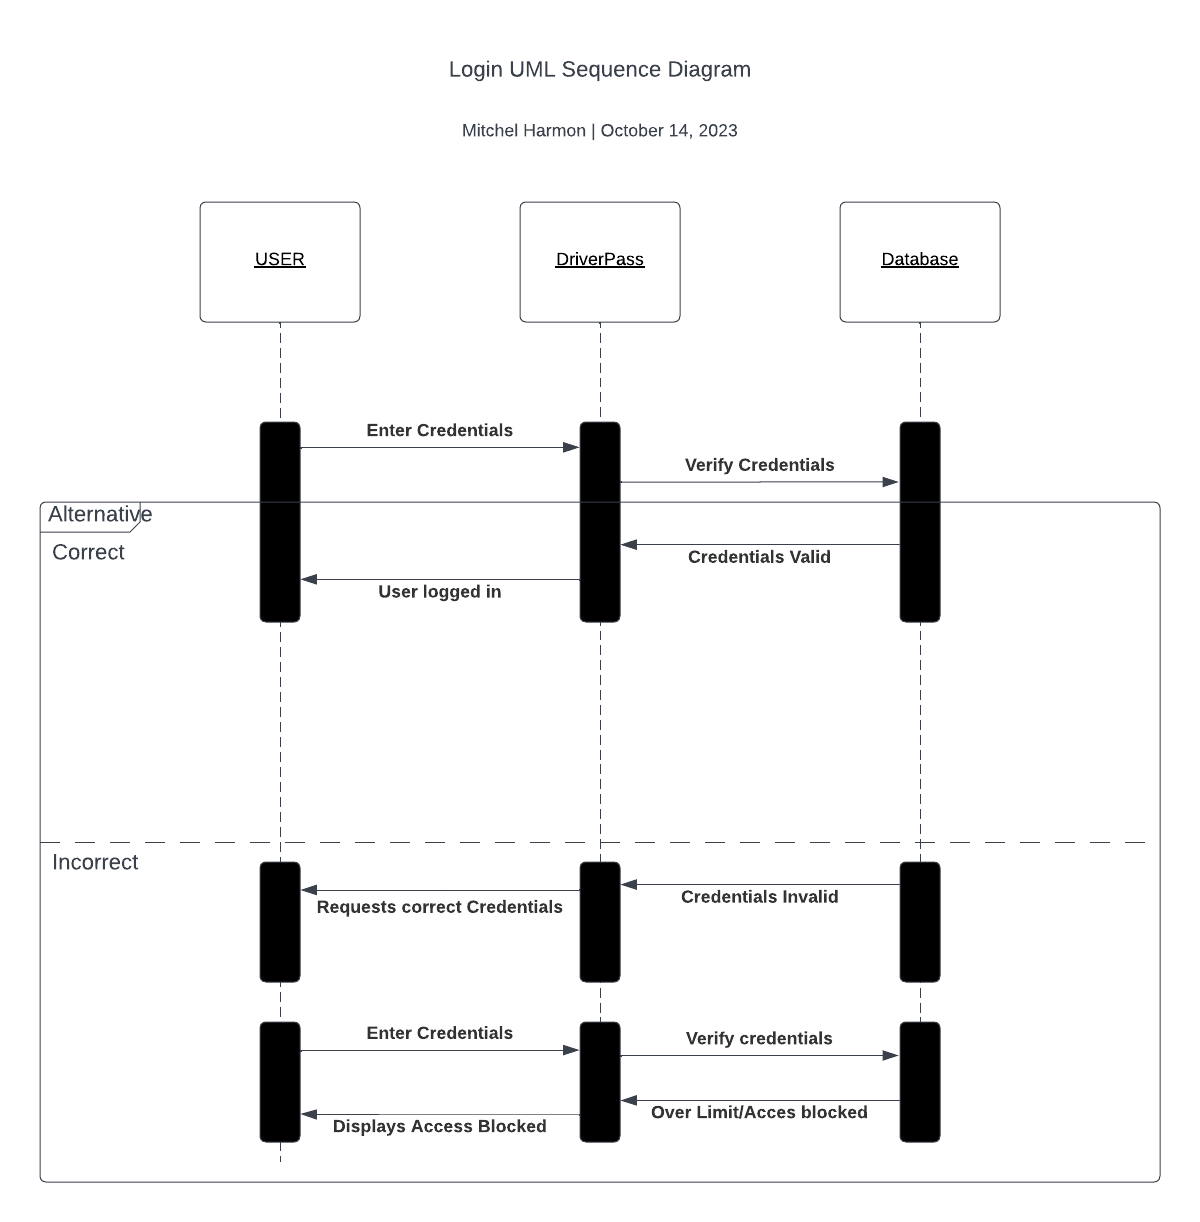 Login UML Sequence Diagram
Mitchel Harmon | October 14, 2023
USER
DriverPass
Database
Enter Credentials
Verify Credentials
Alternative
Correct
Credentials Valid
User logged in
Incorrect
Credentials Invalid
Requests correct Credentials
Enter Credentials
Verify credentials
Over Limit/Acces blocked
Displays Access Blocked